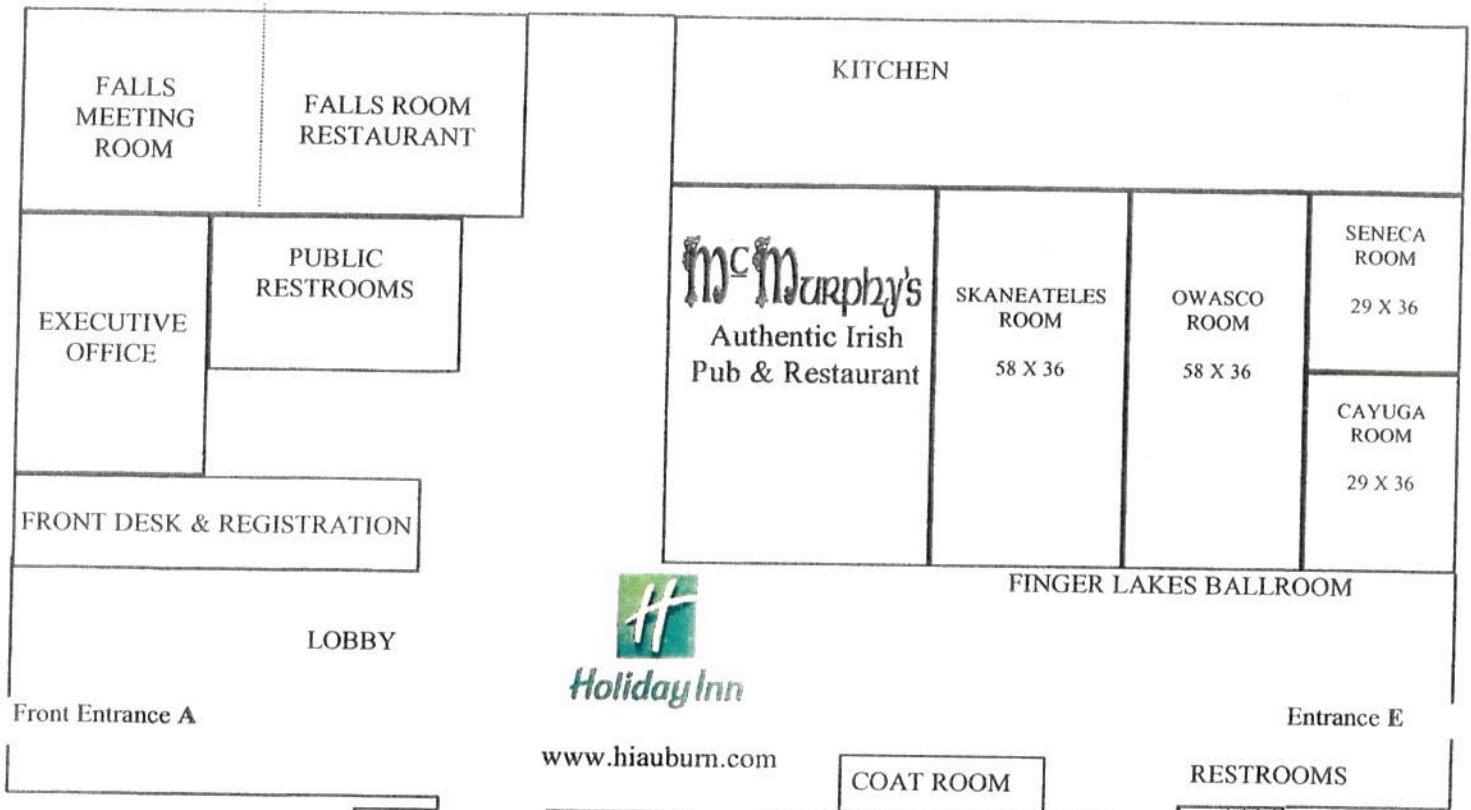 FALLS
MEETING
ROOM
FALLS ROOM
RESTAURANT
KITCHEN
EXECUTIVE
OFFICE
PUBLIC
RESTROOMS
McMurphy's
Authentic Irish
Pub & Restaurant
SKANEATELES
ROOM
58 X 36
OWASCO
ROOM
58 X 36
SENECA
ROOM
29 X 36
CAYUGA
ROOM
29 X 36
FRONT DESK & REGISTRATION
FINGER LAKES BALLROOM
LOBBY
H
Holiday Inn
Front Entrance A
Entrance E
www.hiauburn.com
COAT ROOM
RESTROOMS